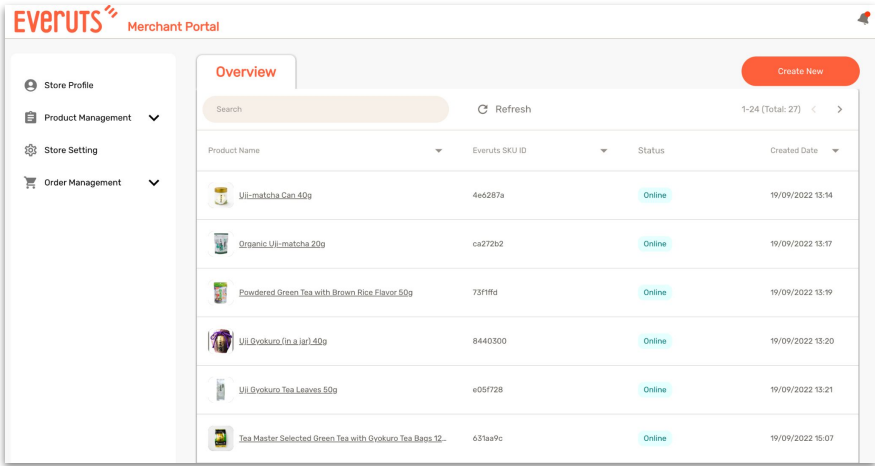 Everuts
Merchant Portal
Store Profile
Product Management
Store Setting
Order Management
Overview
Create New
Search
Refresh
1-24 (Total: 27)
Product Name Everuts SKU ID Status Created Date
Uji-matcha Can 40g 4e6287a Online 19/09/2022 13:14
Organic Uji-matcha 20g ca272b2 Online 19/09/2022 13:17
Powdered Green Tea with Brown Rice Flavor 50g 73f1ffd Online 19/09/2022 13:19
Uji Gyokuro (in a jar) 40g 8440300 Online 19/09/2022 13:20
Uji Gyokuro Tea Leaves 50g e05f728 Online 19/09/2022 13:21
Tea Master Selected Green Tea with Gyokuro Tea Bags 12... 631aa9c Online 19/09/2022 15:07